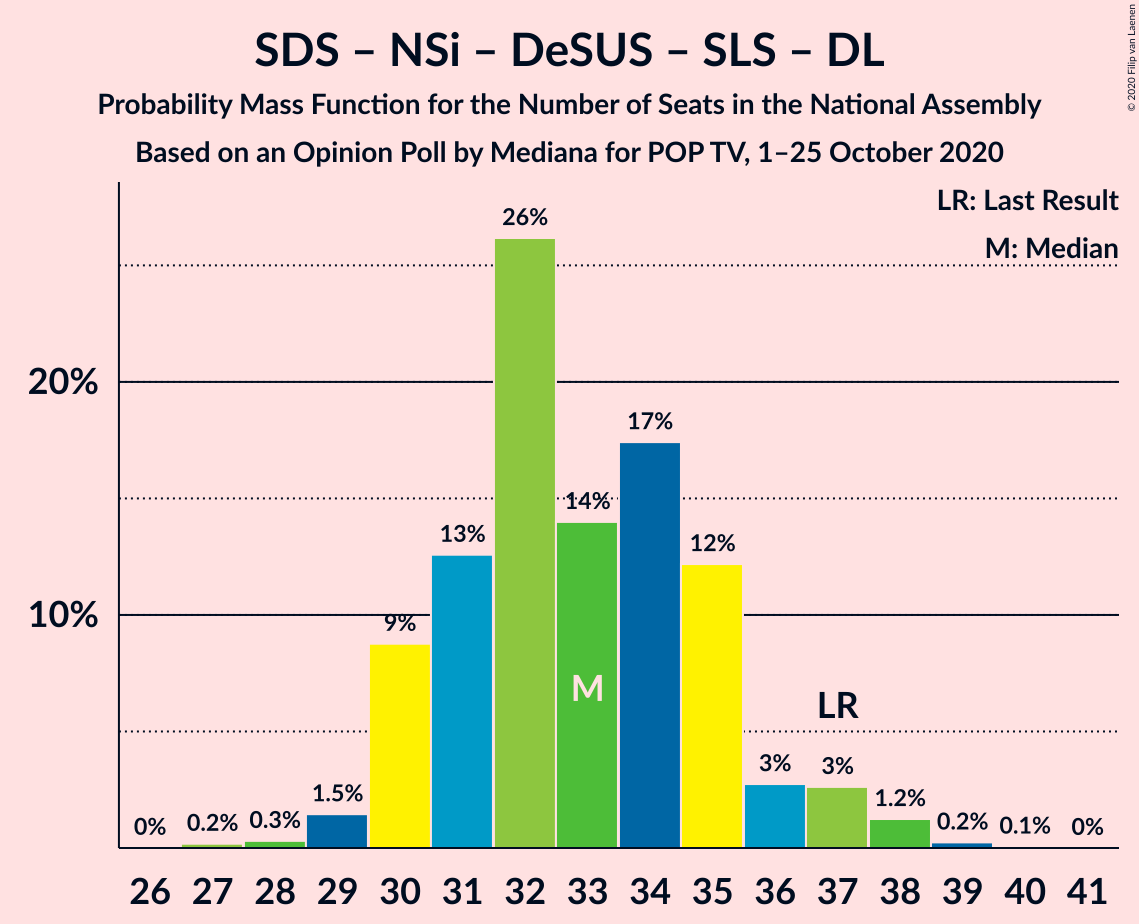 SDS – NSi – DeSUS – SLS – DL
Probability Mass Function for the Number of Seats in the National Assembly
Based on an Opinion Poll by Mediana for POP TV, 1–25 October 2020
© 2020 Filip van Laenen
LR: Last Result
M: Median
20%
10%
0%
0.2%
0.3%
1.5%
9%
13%
26%
14%
17%
12%
3%
3%
1.2%
0.2%
0.1%
0%
M
LR
26 27 28 29 30 31 32 33 34 35 36 37 38 39 40 41